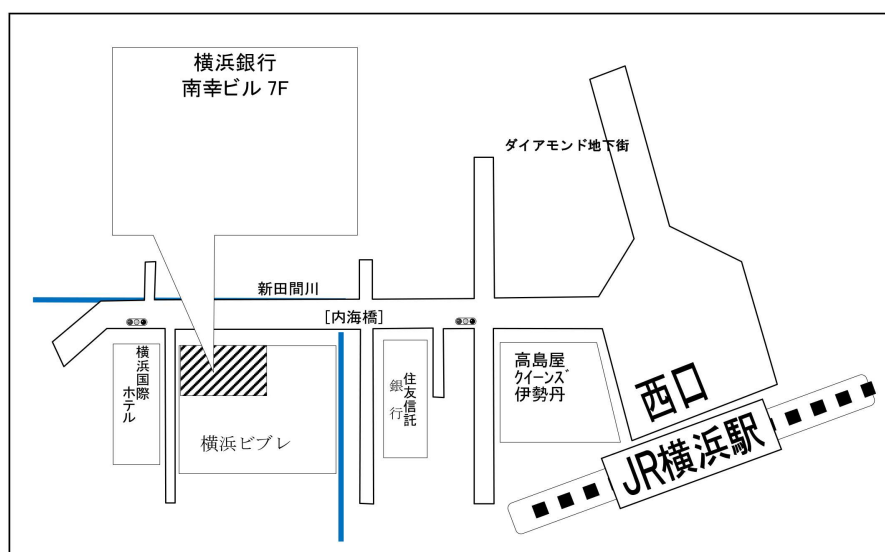 横浜銀行
南幸ビル 7F
ダイアモンド地下街
新田間川
[内海橋]
横浜国際
ホテル
横浜ビブレ
住友信託
銀行
高島屋
クイーンズ
伊勢丹
西口
JR横浜駅